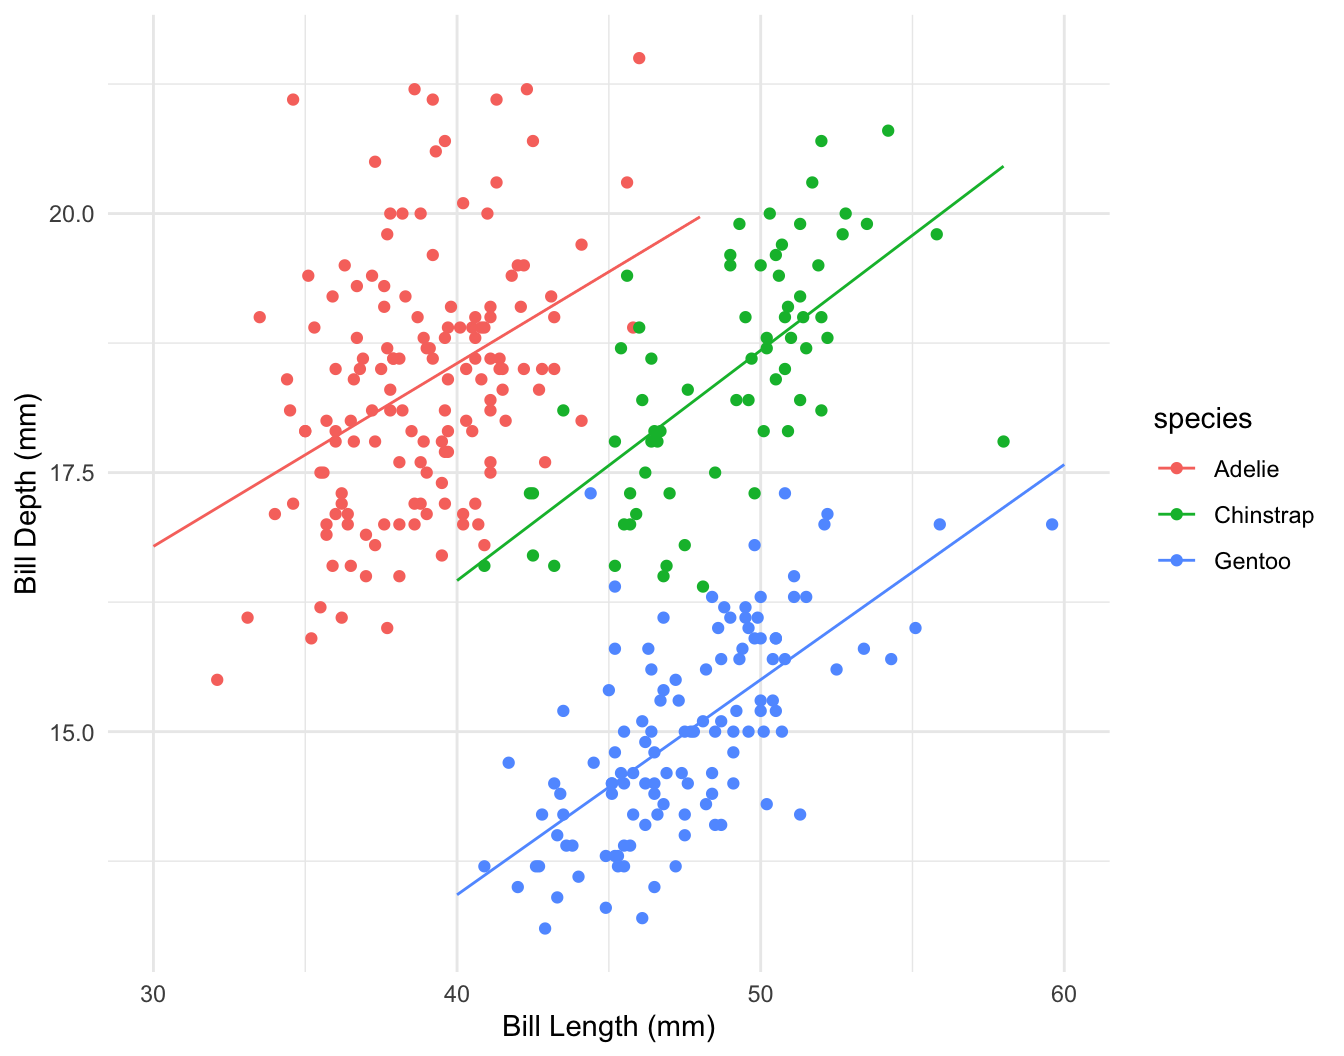 20.0
17.5
15.0
Bill Depth (mm)
30 40 50 60
Bill Length (mm)
species
Adelie
Chinstrap
Gentoo